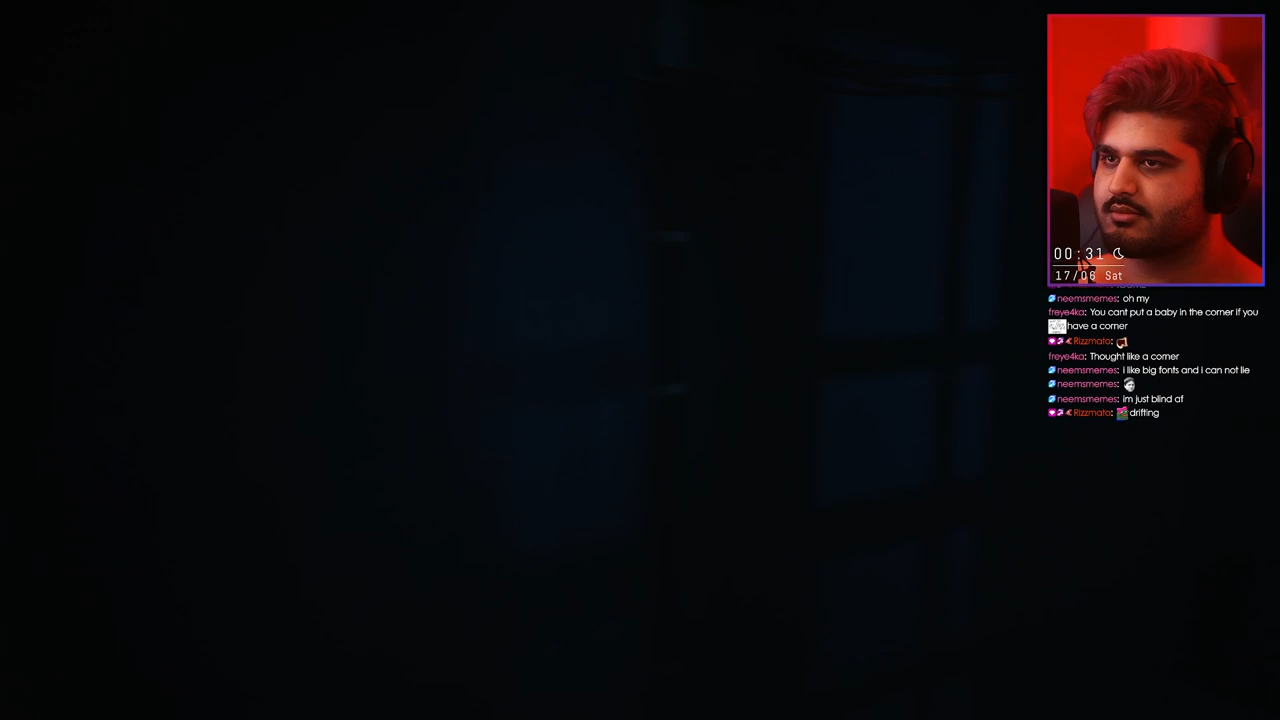 00:31
17/06 Sat
neemsmemes: oh my
freye4ka: You cant put a baby in the corner if you
have a corner
Rizzmato:
freye4ka: Thought like a corner
neemsmemes: i like big fonts and i can not lie
neemsmemes:
neemsmemes: im just blind af
Rizzmato: drifting